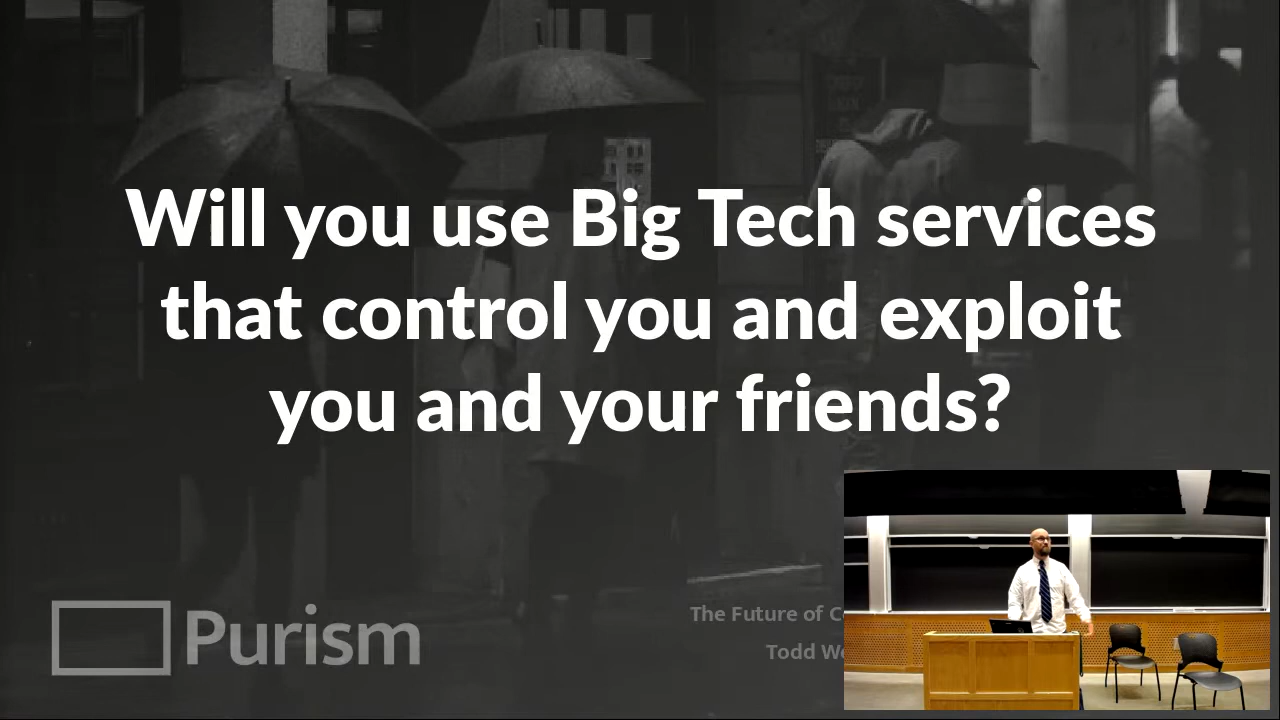 Will you use Big Tech services
that control you and exploit
you and your friends?
Purism
The Future of
Todd